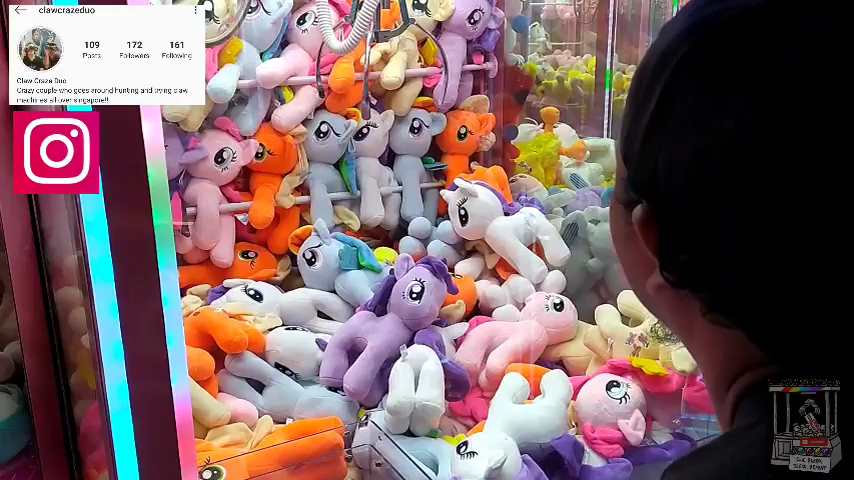 clawcrazeduo
109
172
161
Posts
Followers
Following
Claw Craze Duo
Crazy couple who goes around hunting and trying claw
machines all over singapore!!